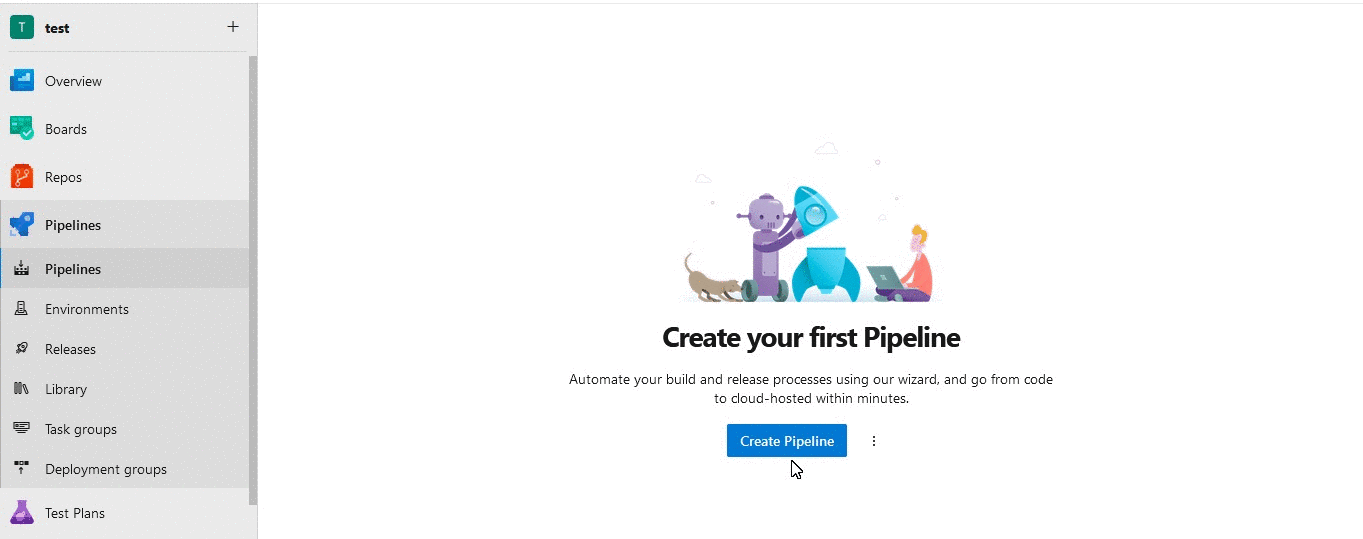 T test
Overview
Boards
Repos
Pipelines
Pipelines
Environments
Releases
Library
Task groups
Deployment groups
Test Plans
Create your first Pipeline
Automate your build and release processes using our wizard, and go from code
to cloud-hosted within minutes.
Create Pipeline